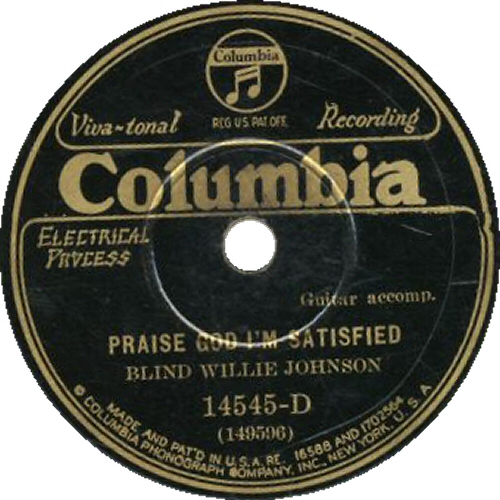 Columbia
Viva-tonal
REG. U.S. PAT. OFF.
Recording
Columbia
ELECTRICAL
PROCESS
Guitar accomp.
PRAISE GOD I'M SATISFIED
BLIND WILLIE JOHNSON
14545-D
(149596)
MADE AND PAT'D IN U.S.A. RE. 16588 AND 1702564
© COLUMBIA PHONOGRAPH COMPANY, INC., NEW YORK, U.S.A.